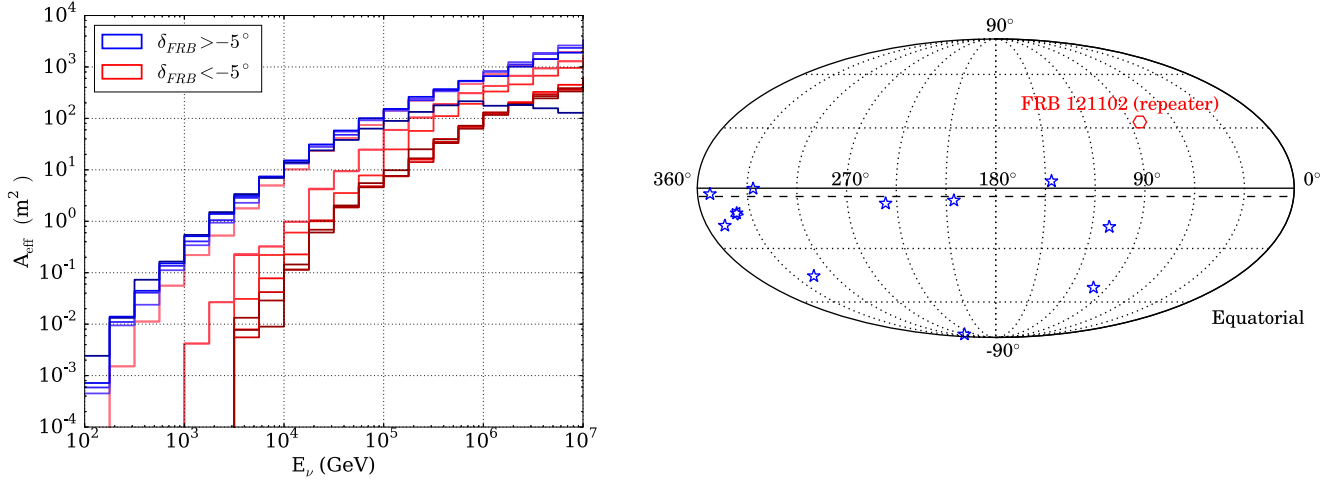 10^4
10^3
10^2
10^1
10^0
10^-1
10^-2
10^-3
10^-4
A_eff (m^2)
δ_FRB >−5°
δ_FRB <−5°
10^2 10^3 10^4 10^5 10^6 10^7
E_ν (GeV)
90°
FRB 121102 (repeater)
360° 270 180° 90° 0°
Equatorial
-90°